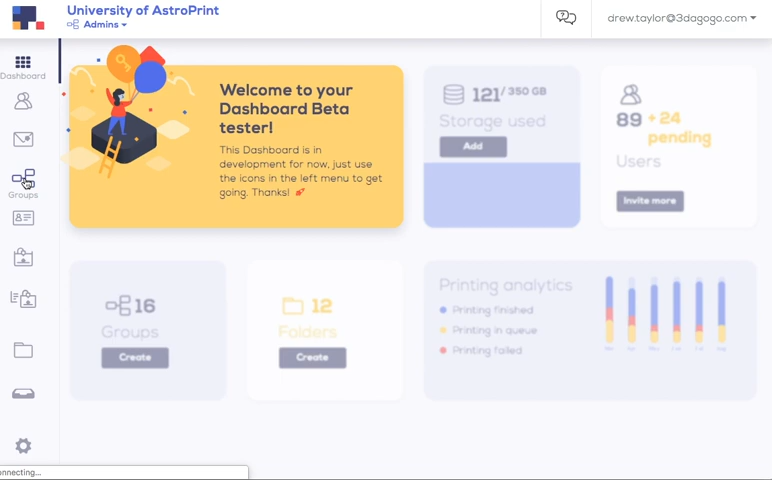 University of AstroPrint
Admins
drew.taylor@3dagogo.com
Dashboard
Groups
Welcome to your
Dashboard Beta
tester!
This Dashboard is in
development for now, just use
the icons in the left menu to get
going. Thanks!
121/ 350 GB
Storage used
Add
89 + 24
pending
Users
Invite more
16
Groups
Create
12
Folders
Create
Printing analytics
Printing finished
Printing in queue
Printing failed
onnecting...